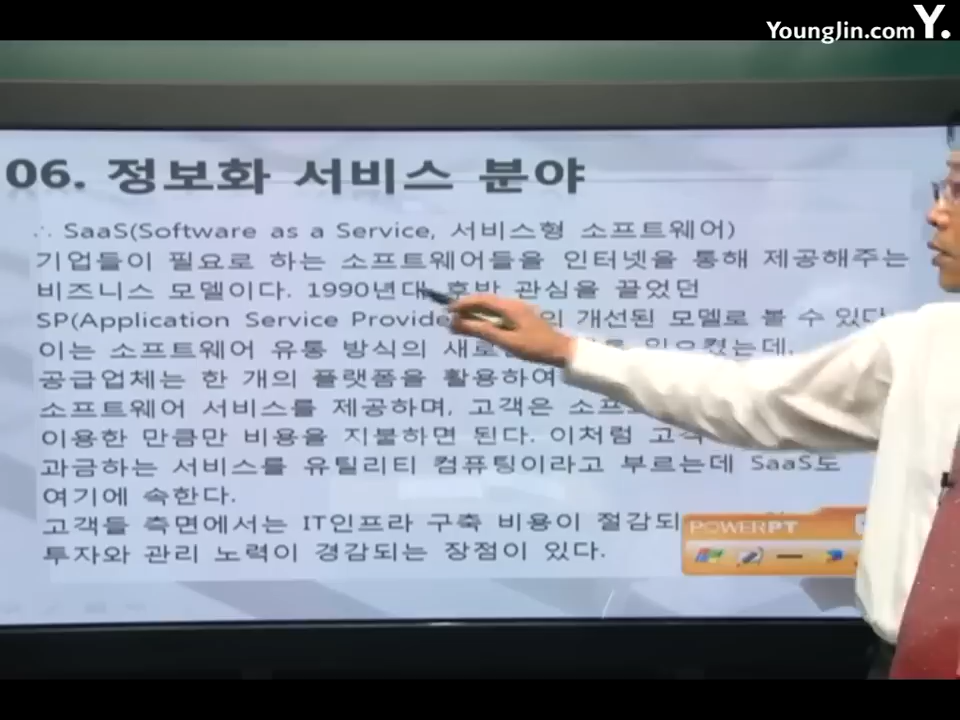 YoungJin.com Y.
06. 정보화 서비스 분야
∴ SaaS(Software as a Service, 서비스형 소프트웨어)
기업들이 필요로 하는 소프트웨어들을 인터넷을 통해 제공해주는
비즈니스 모델이다. 1990년대 후반 관심을 끌었던
SP(Application Service Provide 의 개선된 모델로 볼 수 있다
이는 소프트웨어 유통 방식의 일으켰는데,
공급업체는 한 개의 플랫폼을 활용하여
소프트웨어 서비스를 제공하며, 고객은
이용한 만큼만 비용을 지불하면 된다. 이처럼
과금하는 서비스를 유틸리티 컴퓨팅이라고 부르는데 SaaS도
여기에 속한다.
고객들 측면에서는 IT인프라 구축 비용이
투자와 관리 노력이 경감되는 장점이 있다.
POWERPT